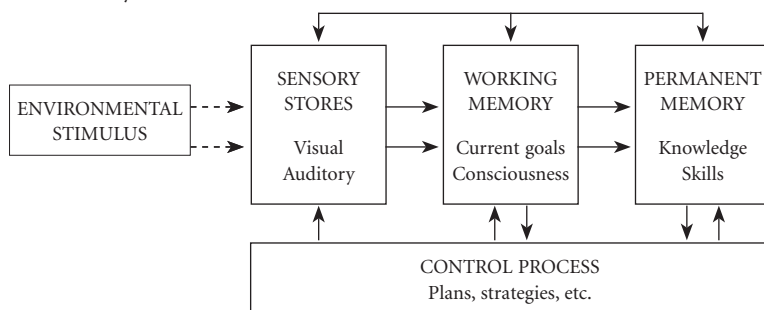 ENVIRONMENTAL
STIMULUS
SENSORY
STORES
Visual
Auditory
WORKING
MEMORY
Current goals
Consciousness
PERMANENT
MEMORY
Knowledge
Skills
CONTROL PROCESS
Plans, strategies, etc.